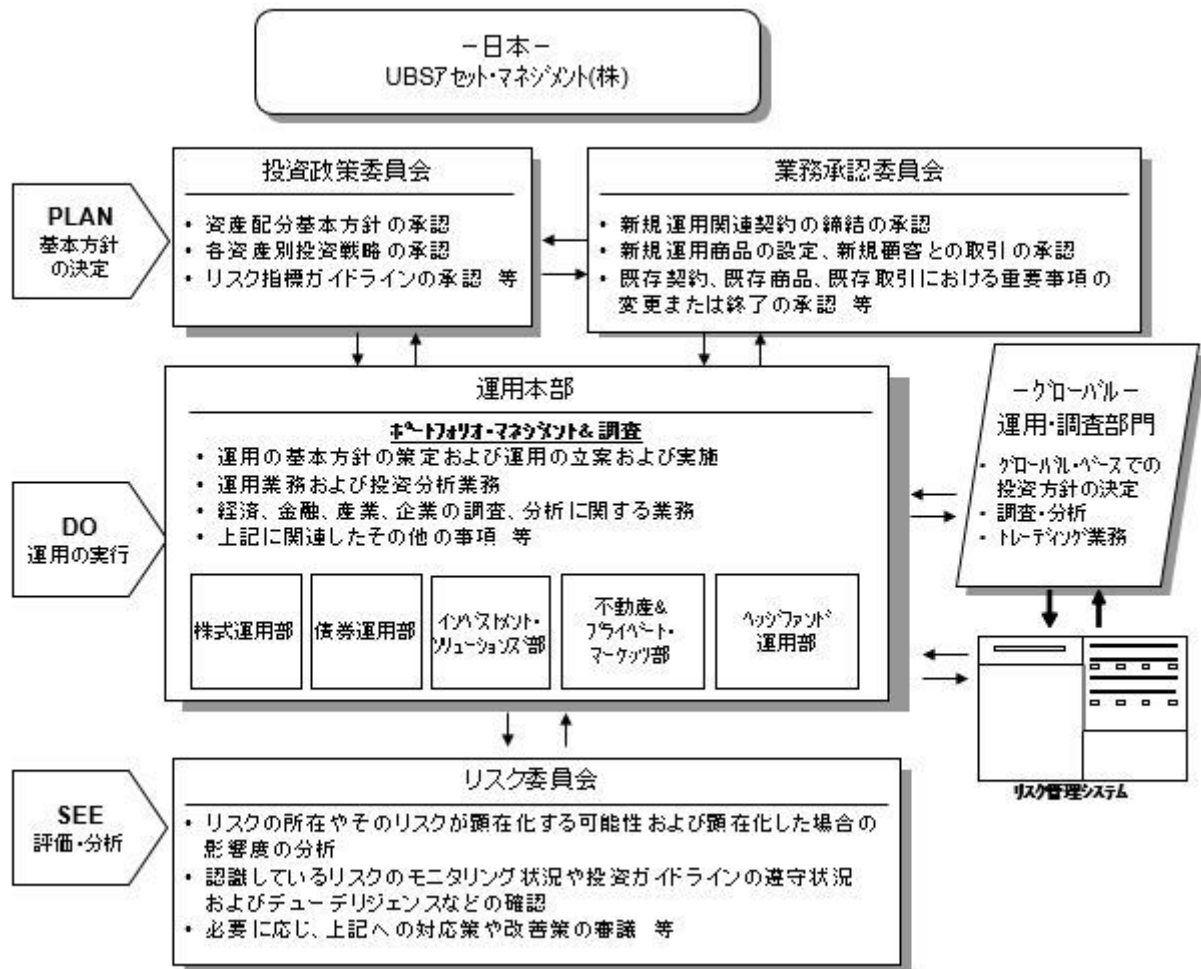 －日本－
UBSアセット・マネジメント(株)
PLAN
基本方針
の決定
投資政策委員会
・ 資産配分基本方針の承認
・ 各資産別投資戦略の承認
・ リスク指標ガイドラインの承認 等
業務承認委員会
・ 新規運用関連契約の締結の承認
・ 新規運用商品の設定、新規顧客との取引の承認
・ 既存契約、既存商品、既存取引における重要事項の
変更または終了の承認 等
DO
運用の実行
運用本部
ポートフォリオ・マネジメント&調査
・ 運用の基本方針の策定および運用の立案および実施
・ 運用業務および投資分析業務
・ 経済、金融、産業、企業の調査、分析に関する業務
・ 上記に関連したその他の事項 等
株式運用部
債券運用部
インベストメント・
ソリューションズ部
不動産&
プライベート・
マーケッツ部
ヘッジファンド
運用部
－グローバル－
運用・調査部門
・ グローバル・ベースでの
投資方針の決定
・ 調査・分析
・ トレーディング業務
リスク管理システム
SEE
評価・分析
リスク委員会
・ リスクの所在やそのリスクが顕在化する可能性および顕在化した場合の
影響度の分析
・ 認識しているリスクのモニタリング状況や投資ガイドラインの遵守状況
およびデューデリジェンスなどの確認
・ 必要に応じ、上記への対応策や改善策の審議 等